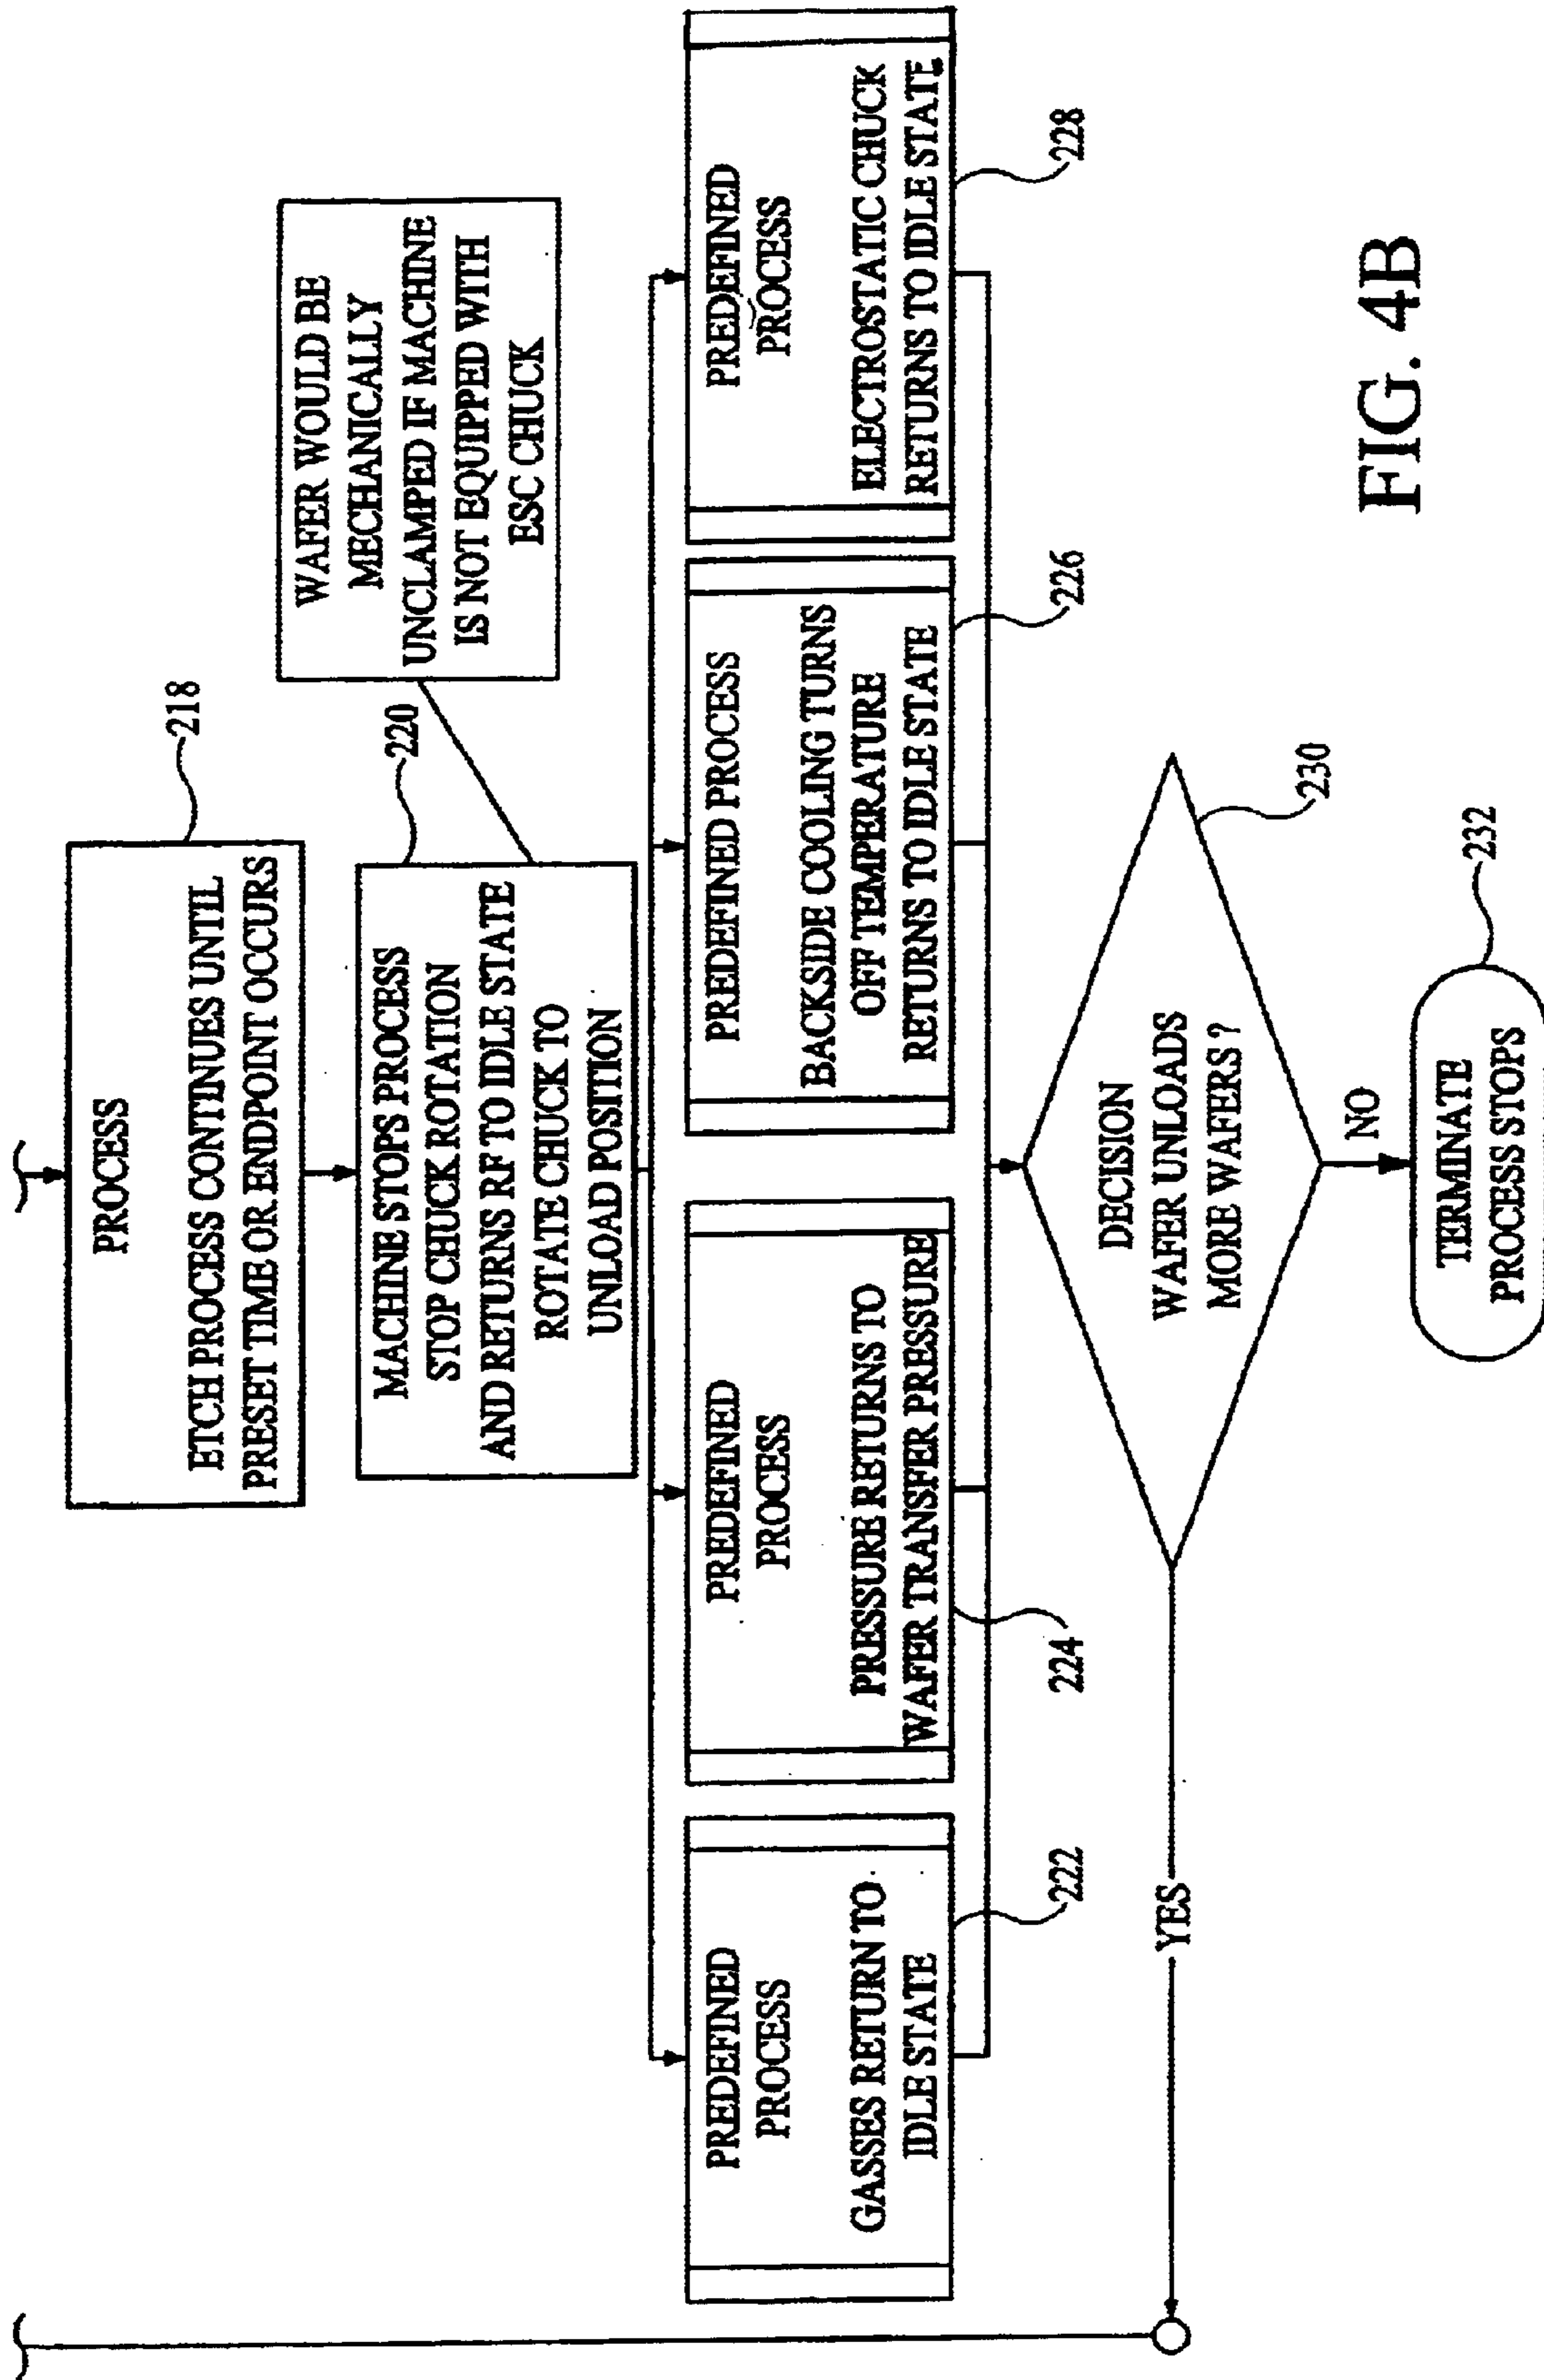 PROCESS
ETCH PROCESS CONTINUES UNTIL
PRESET TIME OR ENDPOINT OCCURS
218
MACHINE STOPS PROCESS
STOP CHUCK ROTATION
AND RETURNS RF TO IDLE STATE
ROTATE CHUCK TO
UNLOAD POSITION
220
WAFER WOULD BE
MECHANICALLY
UNCLAMPED IF MACHINE
IS NOT EQUIPPED WITH
ESC CHUCK
PREDEFINED
PROCESS
GASSES RETURN TO
IDLE STATE
222
PREDEFINED
PROCESS
PRESSURE RETURNS TO
WAFER TRANSFER PRESSURE
224
PREDEFINED PROCESS
BACKSIDE COOLING TURNS
OFF TEMPERATURE
RETURNS TO IDLE STATE
226
PREDEFINED
PROCESS
ELECTROSTATIC CHUCK
RETURNS TO IDLE STATE
228
DECISION
WAFER UNLOADS
MORE WAFERS?
230
YES
NO
TERMINATE
PROCESS STOPS
232
FIG. 4B